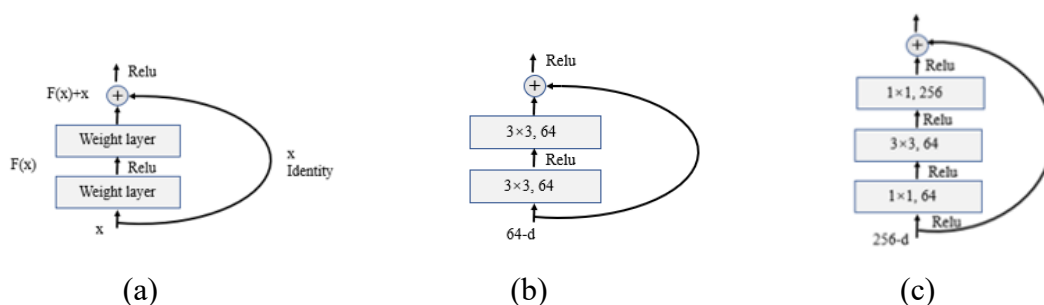 Relu
F(x)+x
+
Weight layer
F(x)
Relu
x
Identity
Weight layer
x
(a)
Relu
+
3×3, 64
Relu
3×3, 64
64-d
(b)
+
Relu
1×1, 256
Relu
3×3, 64
Relu
1×1, 64
Relu
256-d
(c)